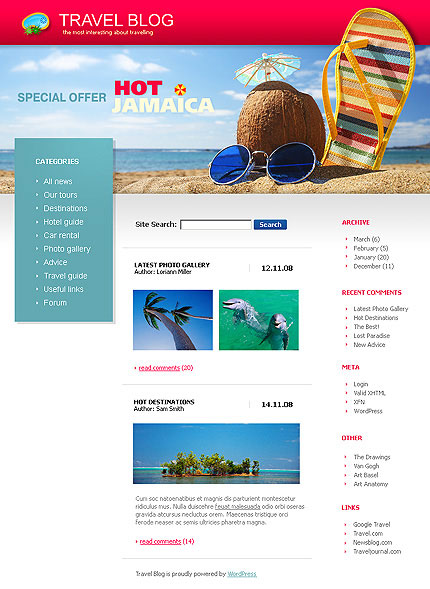 TRAVEL BLOG
the most interesting about travelling
SPECIAL OFFER HOT
JAMAICA
CATEGORIES
All news
Our tours
Destinations
Hotel guide
Car rental
Photo gallery
Advice
Travel guide
Useful links
Forum
Site Search: Search
LATEST PHOTO GALLERY
Author: Loriann Miller
12.11.08
read comments (20)
HOT DESTINATIONS
Author: Sam Smith
14.11.08
Cum soc natoenatibus et magnis dis parturient montesetur
ridiculus mus. Nulla duiscehre l'euat malesuada odio orbi oseras
gravida atcursus necluctus orem. Maecenas tristique orci
ferode neaser ac semis ultricies pharetra magna.
read comments (14)
Travel Blog is proudly powered by WordPress
ARCHIVE
March (6)
February (5)
January (20)
December (11)
RECENT COMMENTS
Latest Photo Gallery
Hot Destinations
The Best!
Lost Paradise
New Advice
META
Login
Valid XHTML
XFN
WordPress
OTHER
The Drawings
Van Gogh
Art Basel
Art Anatomy
LINKS
Google Travel
Travel.com
Newsblog.com
Traveljournal.com